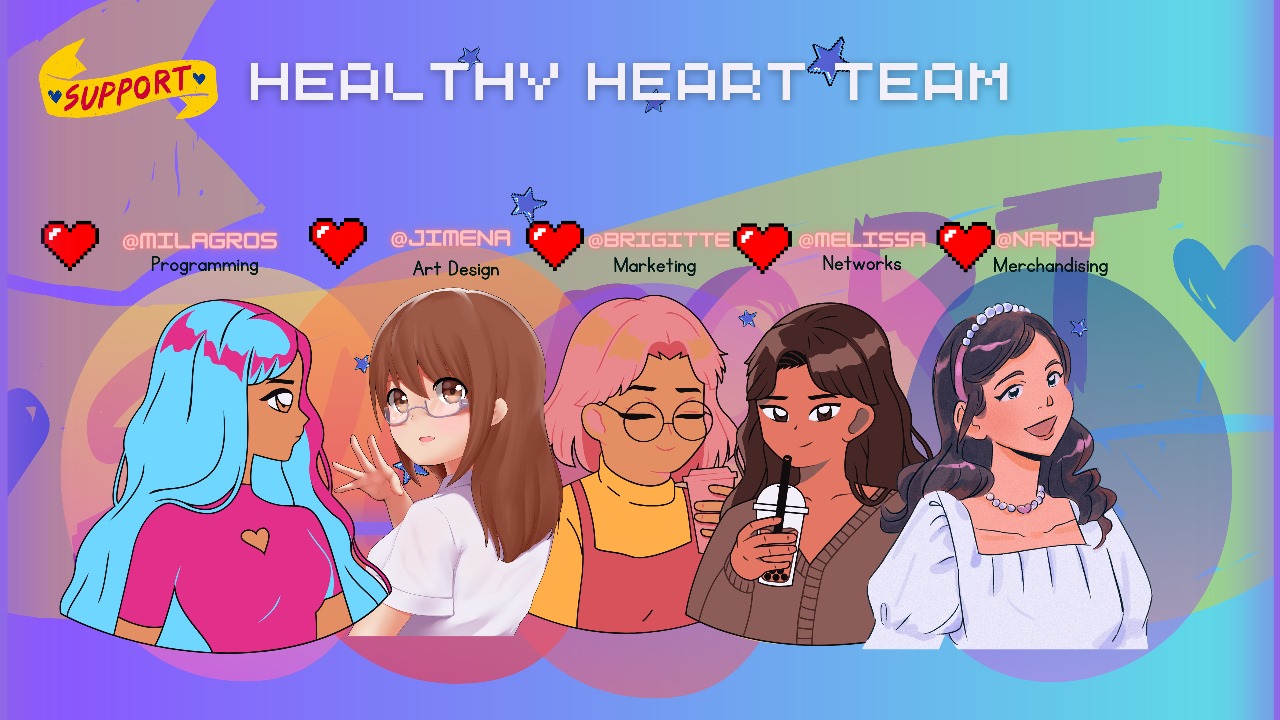 SUPPORT
HEALTHY HEART TEAM
@MILAGROS
Programming
@JIMENA
Art Design
@BRIGITTE
Marketing
@MELISSA
Networks
@NARDY
Merchandising